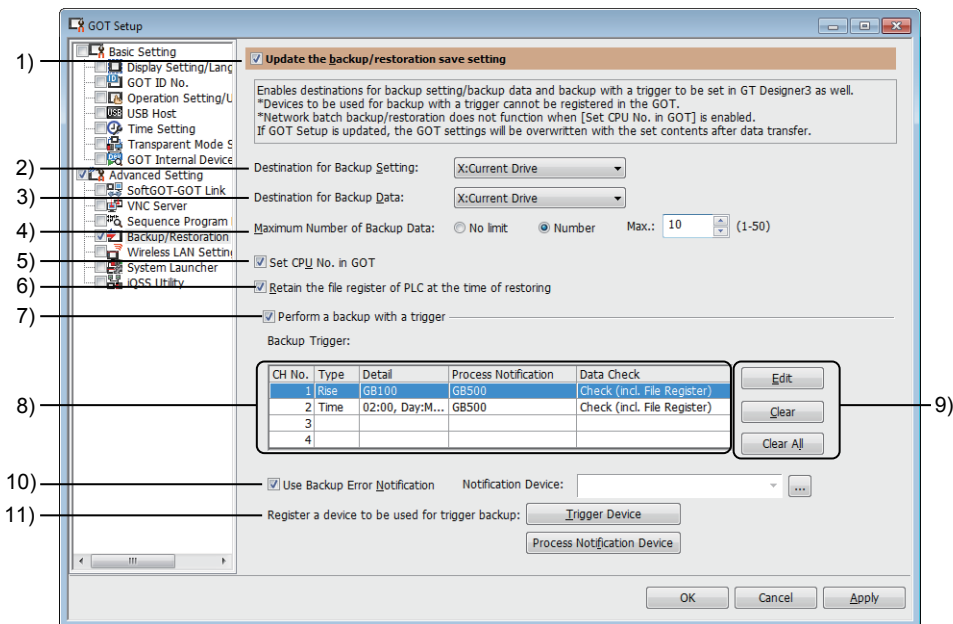 GOT Setup
Basic Setting
Display Setting/Lang
GOT ID No.
Operation Setting/U
USB Host
Time Setting
Transparent Mode S
GOT Internal Device
Advanced Setting
SoftGOT-GOT Link
VNC Server
Sequence Program
Backup/Restoration
Wireless LAN Settin
System Launcher
iQSS Utility
1)
Update the backup/restoration save setting
Enables destinations for backup setting/backup data and backup with a trigger to be set in GT Designer3 as well.
*Devices to be used for backup with a trigger cannot be registered in the GOT.
*Network batch backup/restoration does not function when [Set CPU No. in GOT] is enabled.
If GOT Setup is updated, the GOT settings will be overwritten with the set contents after data transfer.
2)
Destination for Backup Setting: X:Current Drive
3)
Destination for Backup Data: X:Current Drive
4)
Maximum Number of Backup Data: No limit Number Max.: 10 (1-50)
5)
Set CPU No. in GOT
6)
Retain the file register of PLC at the time of restoring
7)
Perform a backup with a trigger
Backup Trigger:
8)
CH No. Type Detail Process Notification Data Check
1 Rise GB100 GB500 Check (incl. File Register)
2 Time 02:00, Day:M... GB500 Check (incl. File Register)
3
4
Edit
Clear
Clear All
9)
10)
Use Backup Error Notification Notification Device: ...
11)
Register a device to be used for trigger backup: Trigger Device
Process Notification Device
OK Cancel Apply